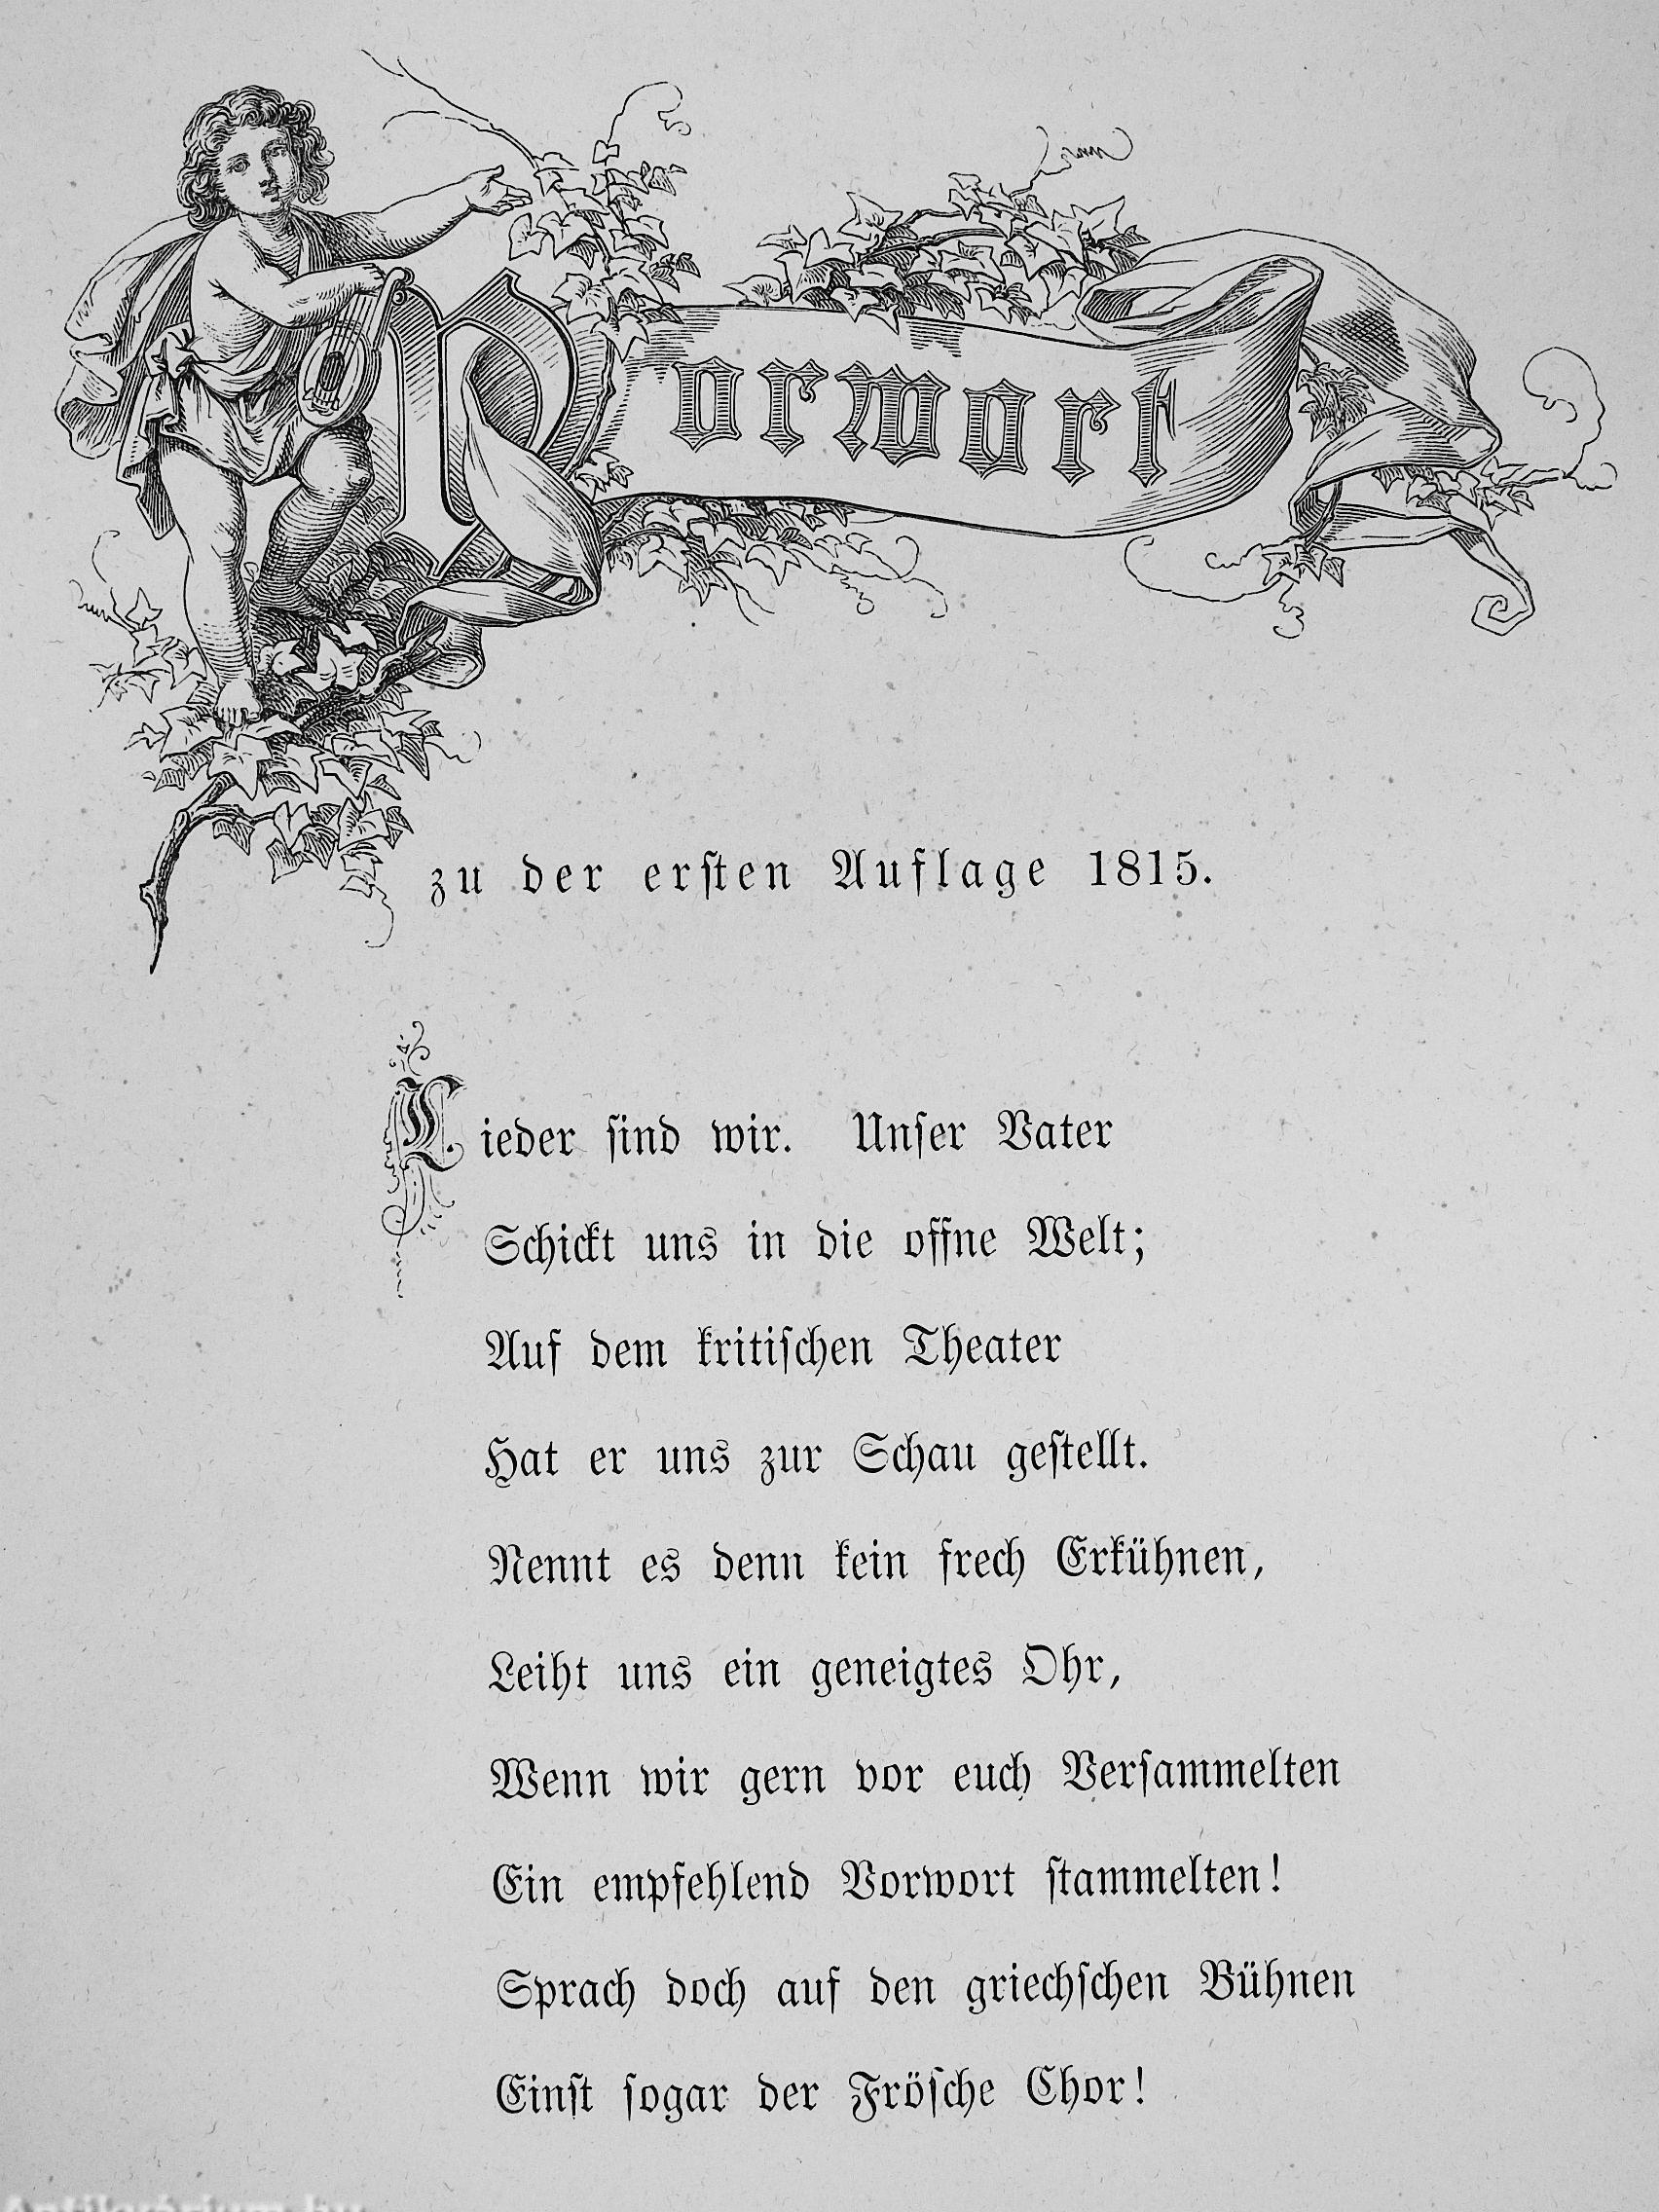 Vorwort
zu der ersten Auflage 1815.
Lieder sind wir. Unser Vater
Schickt uns in die offne Welt;
Auf dem kritischen Theater
Hat er uns zur Schau gestellt.
Nennt es denn kein frech Erkühnen,
Leiht uns ein geneigtes Ohr,
Wenn wir gern vor euch Versammelten
Ein empfehlend Vorwort stammelten!
Sprach doch auf den griechschen Bühnen
Einst sogar der Frösche Chor!